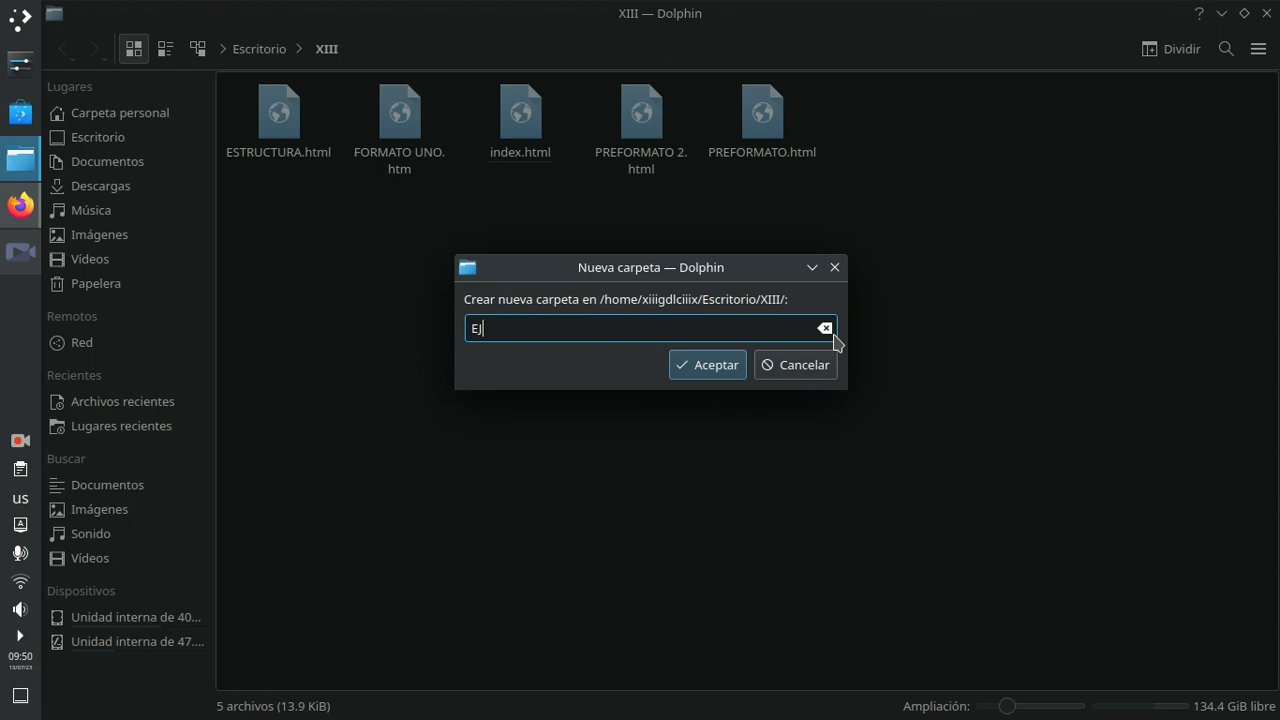 XIII — Dolphin
Escritorio
XIII
Dividir
Lugares
Carpeta personal
Escritorio
Documentos
Descargas
Música
Imágenes
Vídeos
Papelera
Remotos
Red
Recientes
Archivos recientes
Lugares recientes
Buscar
Documentos
Imágenes
Sonido
Vídeos
Dispositivos
Unidad interna de 40...
Unidad interna de 47....
ESTRUCTURA.html
FORMATO UNO.
htm
index.html
PREFORMATO 2.
html
PREFORMATO.html
Nueva carpeta — Dolphin
Crear nueva carpeta en /home/xiiigdlciiix/Escritorio/XIII/:
EJ
Aceptar
Cancelar
us
09:50
5 archivos (13.9 KiB)
Ampliación:
134.4 GiB libre